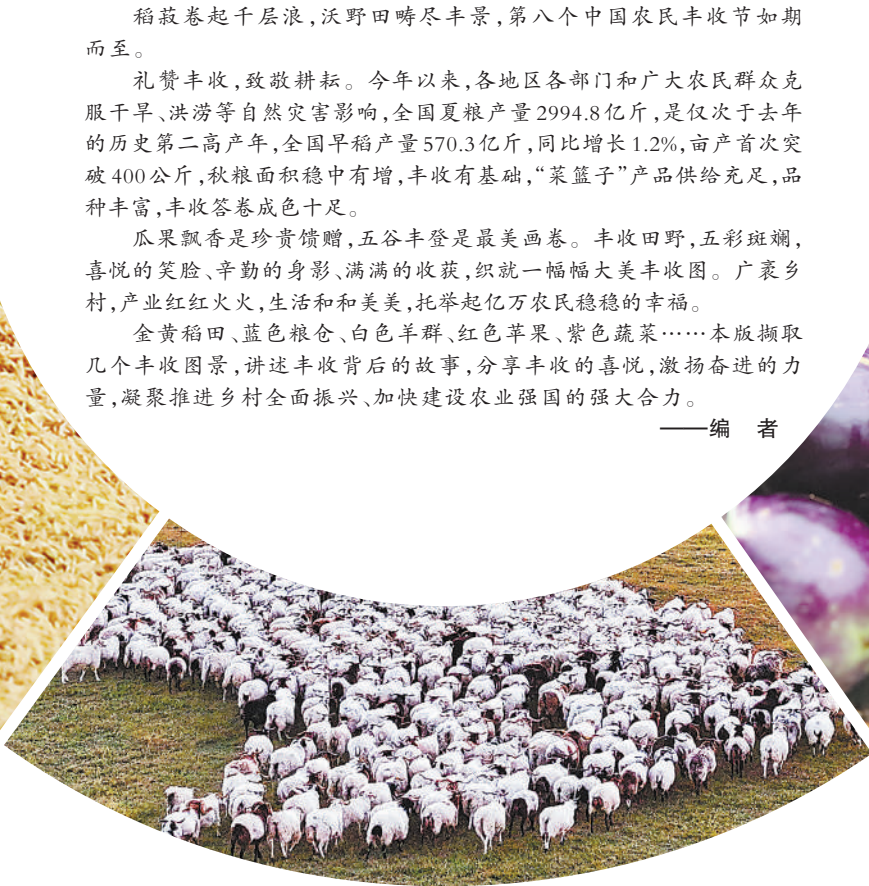 稻菽卷起千层浪,沃野田畴尽丰景,第八个中国农民丰收节如期
而至。
礼赞丰收,致敬耕耘。今年以来,各地区各部门和广大农民群众克
服干旱、洪涝等自然灾害影响,全国夏粮产量2994.8亿斤,是仅次于去年
的历史第二高产年,全国早稻产量570.3亿斤,同比增长1.2%,亩产首次突
破400公斤,秋粮面积稳中有增,丰收有基础,“菜篮子”产品供给充足,品
种丰富,丰收答卷成色十足。
瓜果飘香是珍贵馈赠,五谷丰登是最美画卷。丰收田野,五彩斑斓,
喜悦的笑脸、辛勤的身影、满满的收获,织就一幅幅大美丰收图。广袤乡
村,产业红红火火,生活和和美美,托举起亿万农民稳稳的幸福。
金黄稻田、蓝色粮仓、白色羊群、红色苹果、紫色蔬菜……本版撷取
几个丰收图景,讲述丰收背后的故事,分享丰收的喜悦,激扬奋进的力
量,凝聚推进乡村全面振兴、加快建设农业强国的强大合力。
——编　者